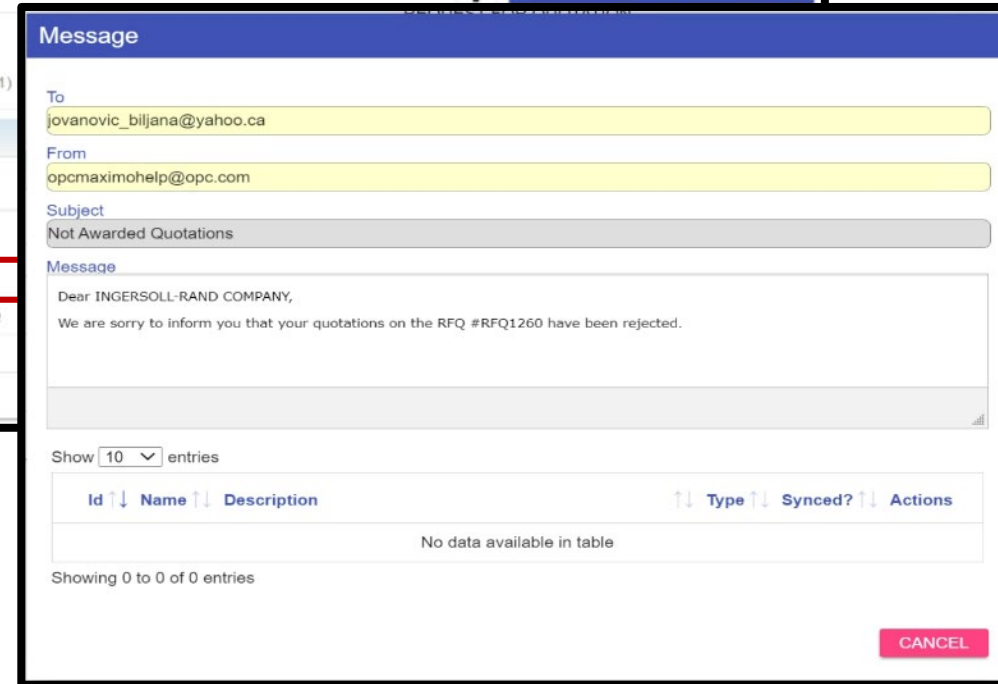 Message
1)
To
jovanovic_biljana@yahoo.ca
From
opcmaximohelp@opc.com
Subject
Not Awarded Quotations
Message
Dear INGERSOLL-RAND COMPANY,
We are sorry to inform you that your quotations on the RFQ #RFQ1260 have been rejected.
Show 10 entries
Id Name Description Type Synced? Actions
No data available in table
Showing 0 to 0 of 0 entries
CANCEL